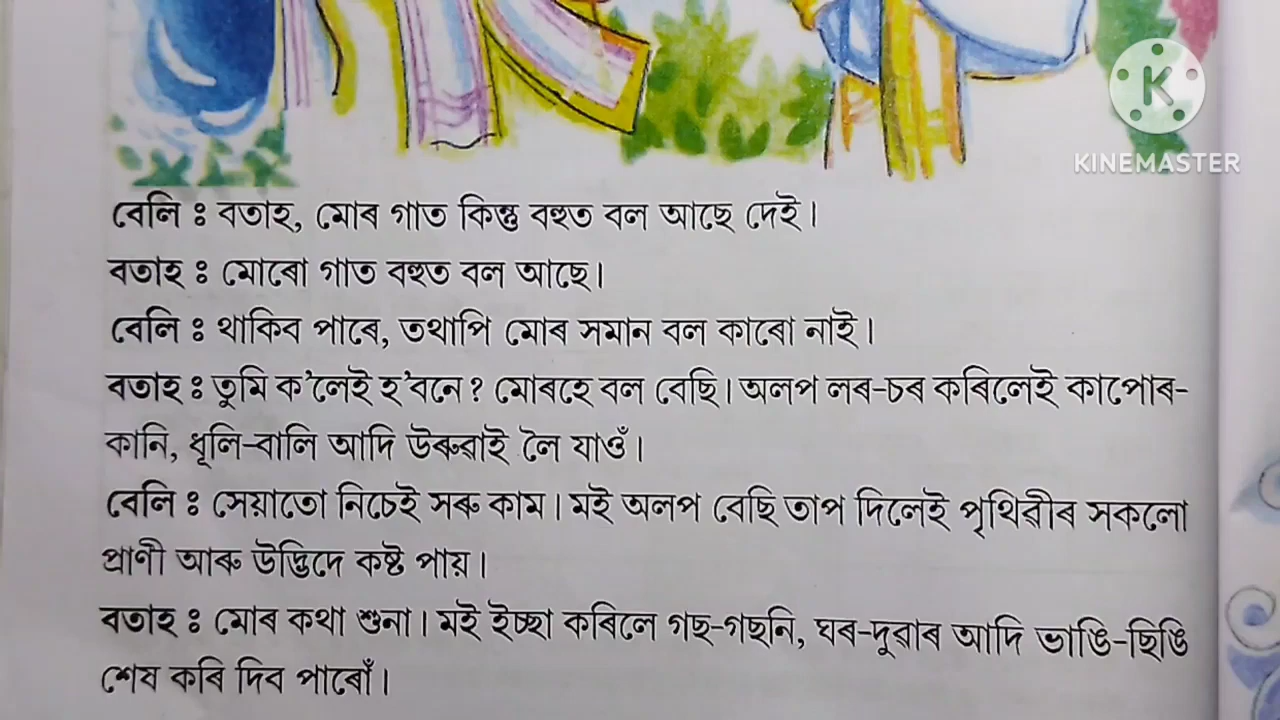 K
KINEMASTER
বেলি ঃ বতাহ, মোৰ গাত কিন্তু বহুত বল আছে দেই।
বতাহ ঃ মোৰো গাত বহুত বল আছে।
বেলি ঃ থাকিব পাৰে, তথাপি মোৰ সমান বল কাৰো নাই।
বতাহ ঃ তুমি ক’লেই হ’বনে? মোৰহে বল বেছি। অলপ লৰ-চৰ কৰিলেই কাপোৰ-
কানি, ধূলি-বালি আদি উৰুৱাই লৈ যাওঁ।
বেলি ঃ সেয়াতো নিচেই সৰু কাম। মই অলপ বেছি তাপ দিলেই পৃথিৱীৰ সকলো
প্ৰাণী আৰু উদ্ভিদে কষ্ট পায়।
বতাহ ঃ মোৰ কথা শুনা। মই ইচ্ছা কৰিলে গছ-গছনি, ঘৰ-দুৱাৰ আদি ভাঙি-ছিঙি
শেষ কৰি দিব পাৰোঁ।